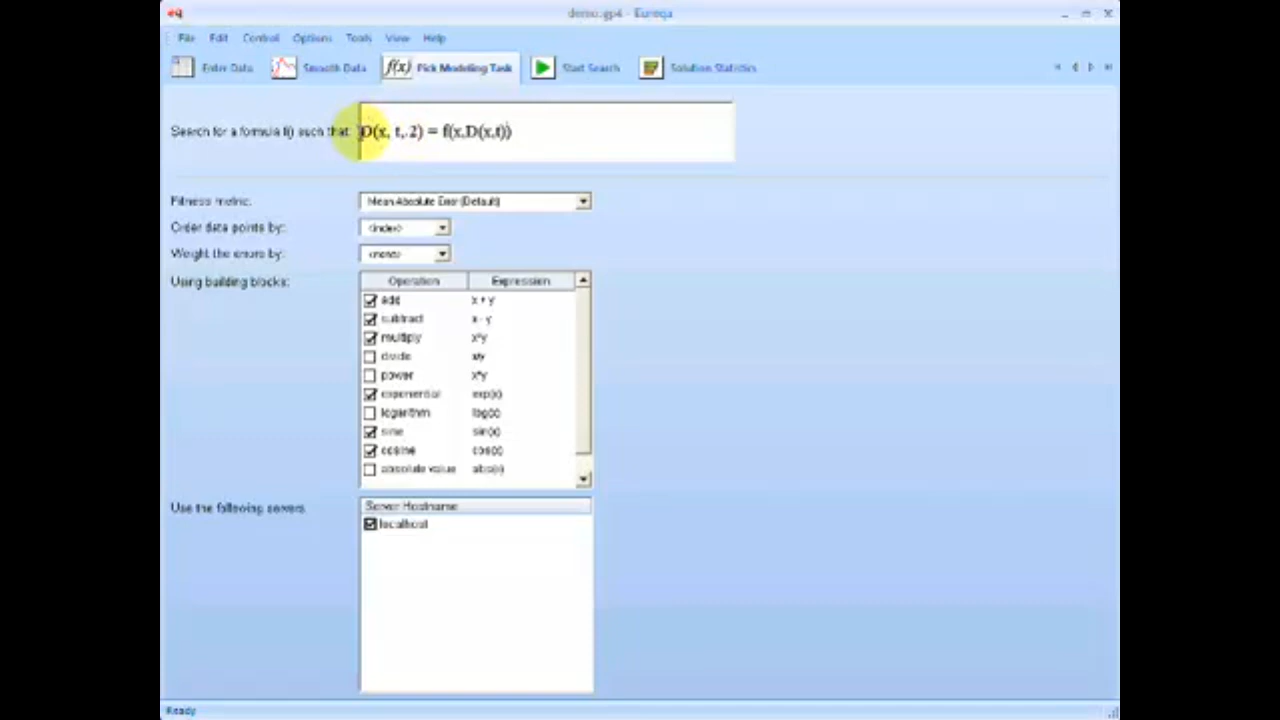 eq demo.gp4 - Eureqa
File Edit Control Options Tools View Help
Enter Data Smooth Data f(x) Pick Modeling Task Start Search Solution Statistics
Search for a formula f() such that: D(x, t, 2) = f(x,D(x,t))
Fitness metric: Mean Absolute Error (Default)
Order data points by: <index>
Weight the errors by: <none>
Using building blocks: Operation Expression
add x + y
subtract x - y
multiply x*y
divide x/y
power x^y
exponential exp(x)
logarithm log(x)
sine sin(x)
cosine cos(x)
absolute value abs(x)
Use the following servers Server Hostname
localhost
Ready